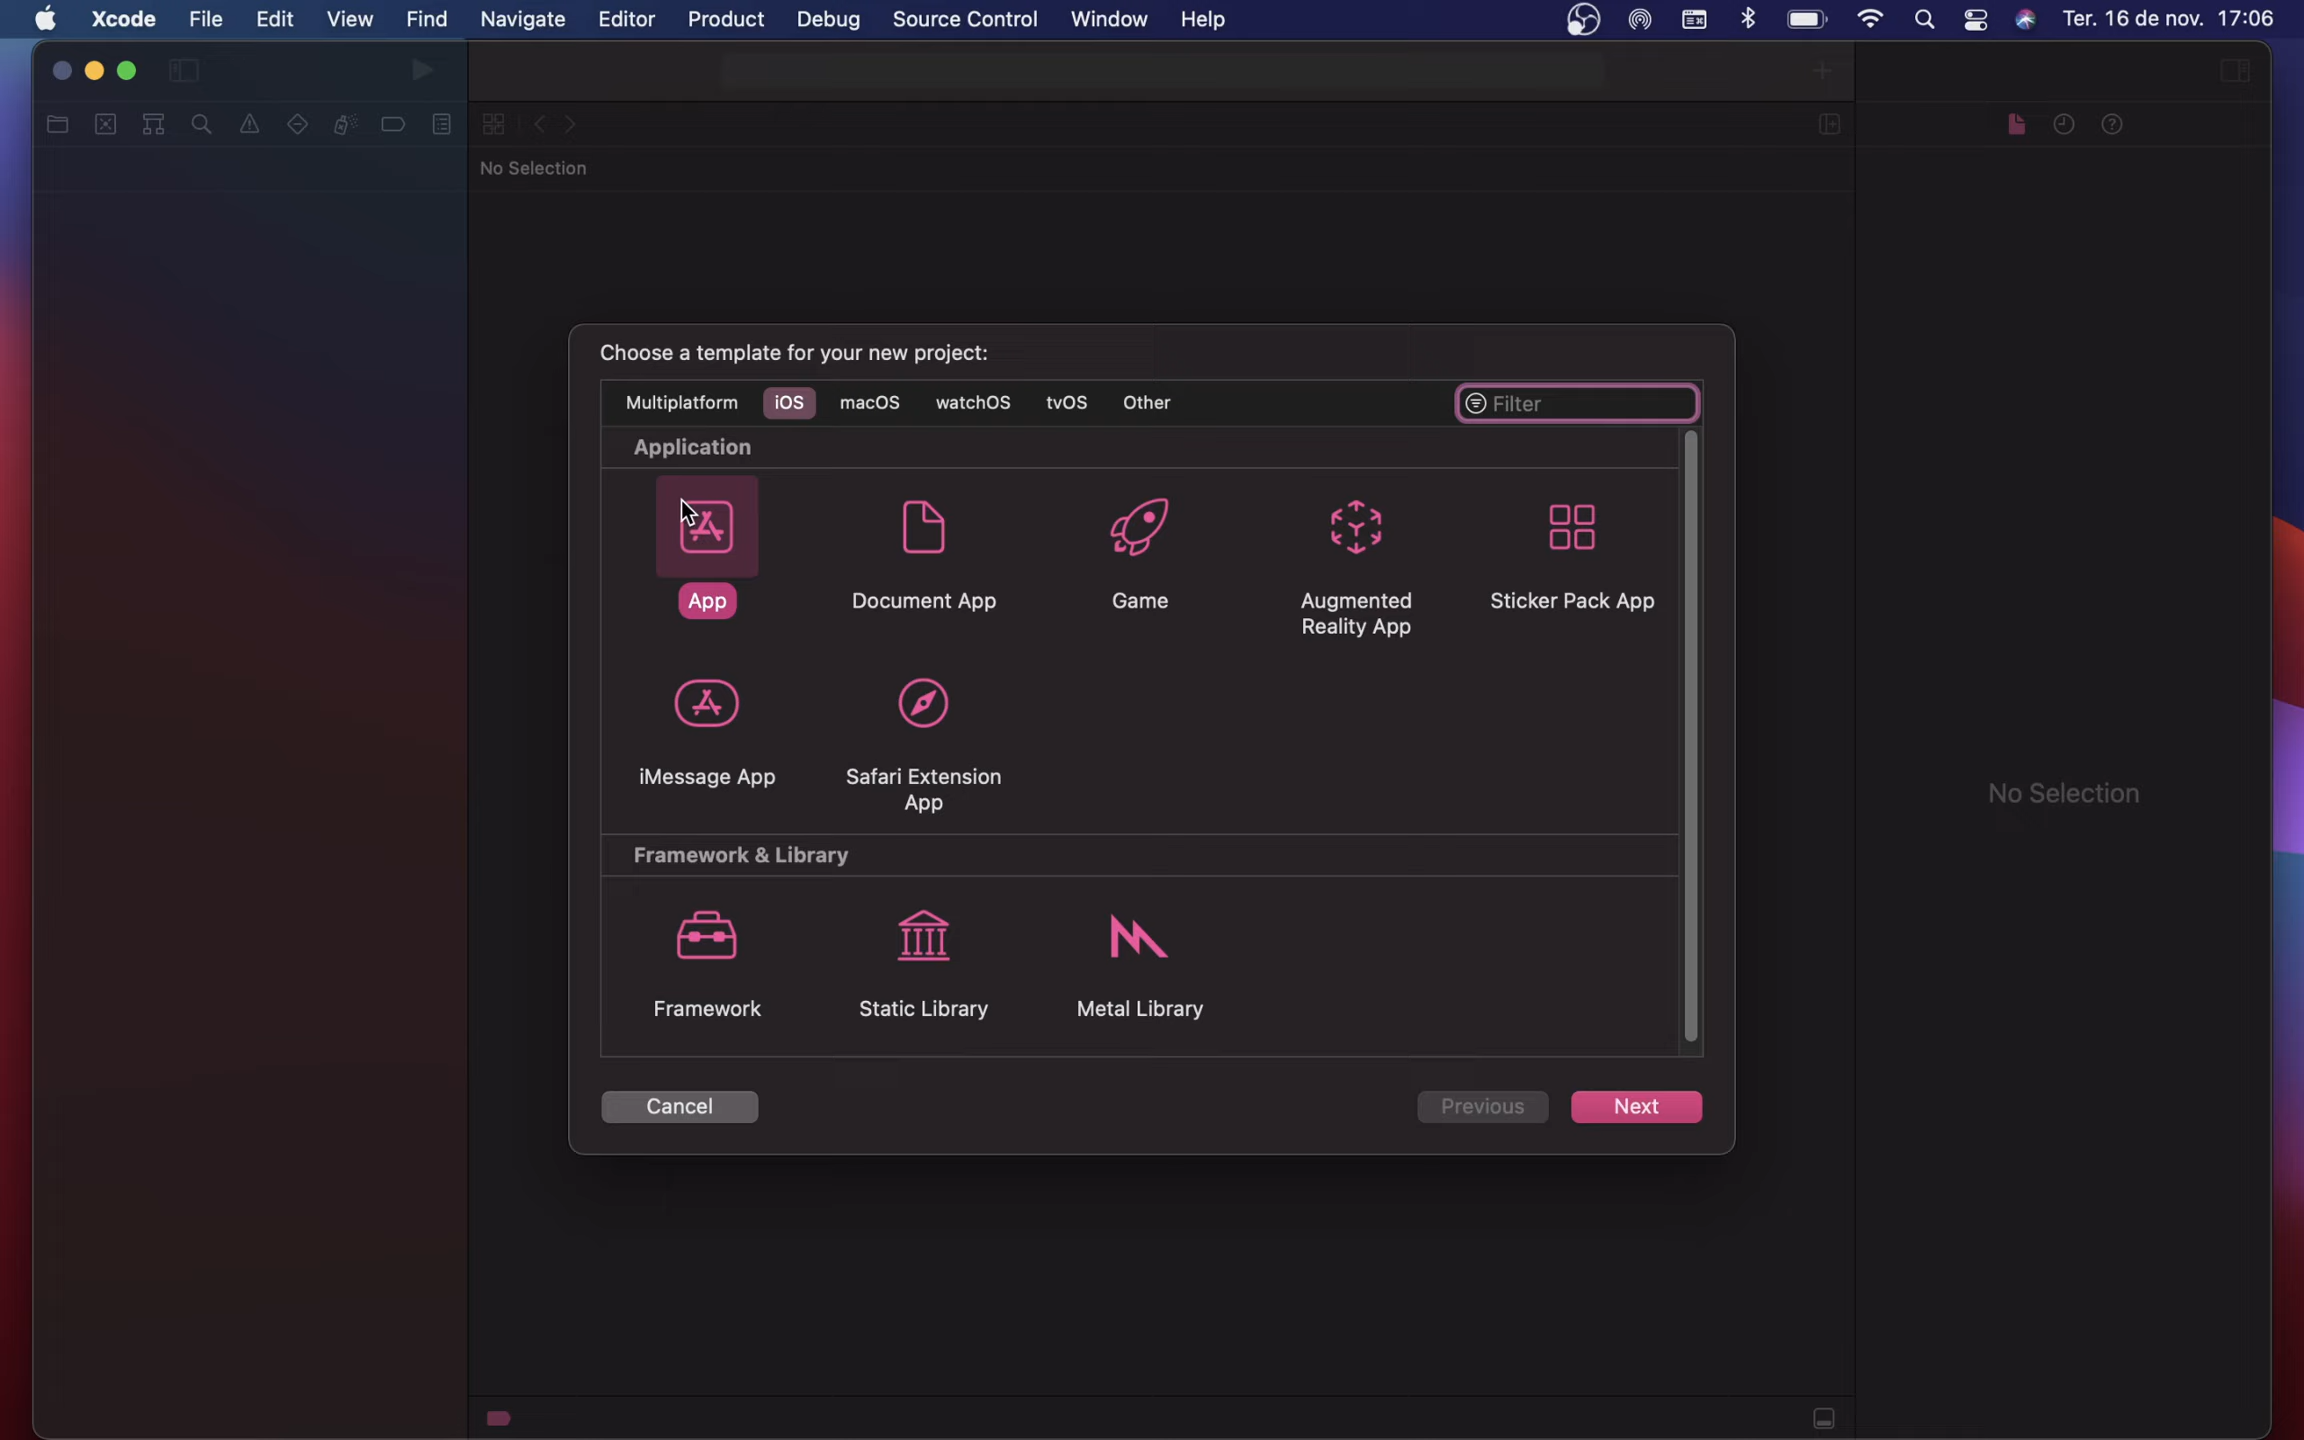 Xcode File Edit View Find Navigate Editor Product Debug Source Control Window Help Ter. 16 de nov. 17:06
No Selection
Choose a template for your new project:
Multiplatform iOS macOS watchOS tvOS Other Filter
Application
App Document App Game Augmented Sticker Pack App
Reality App
iMessage App Safari Extension
App
No Selection
Framework & Library
Framework Static Library Metal Library
Cancel Previous Next